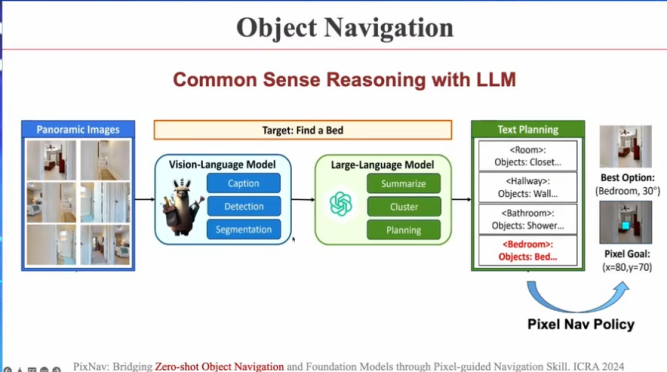 Object Navigation
Common Sense Reasoning with LLM
Panoramic Images
Target: Find a Bed
Vision-Language Model
Caption
Detection
Segmentation
Large-Language Model
Summarize
Cluster
Planning
Text Planning
<Room>:
Objects: Closet...
<Hallway>:
Objects: Wall...
<Bathroom>:
Objects: Shower...
<Bedroom>:
Objects: Bed...
Best Option:
(Bedroom, 30°)
Pixel Goal:
(x=80,y=70)
Pixel Nav Policy
PixNav: Bridging Zero-shot Object Navigation and Foundation Models through Pixel-guided Navigation Skill. ICRA 2024